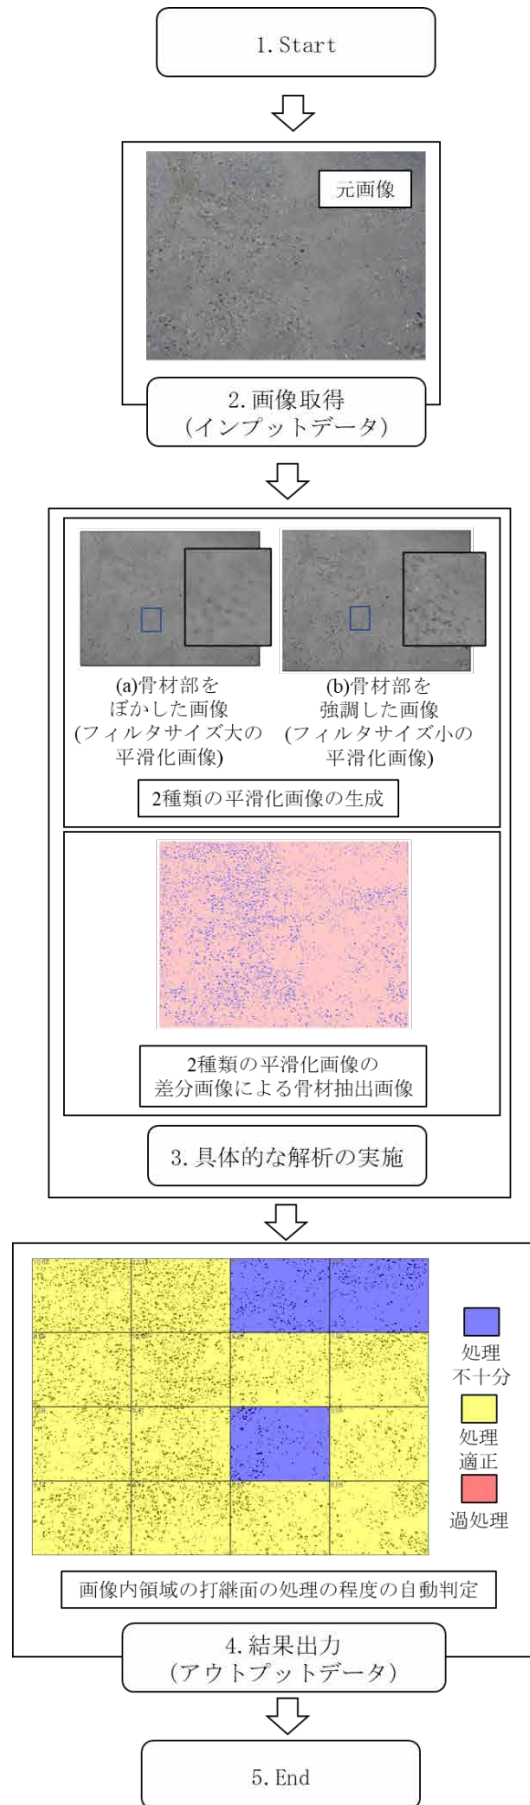 1. Start
元画像
2. 画像取得
(インプットデータ)
(a)骨材部を
ぼかした画像
(フィルタサイズ大の
平滑化画像)
(b)骨材部を
強調した画像
(フィルタサイズ小の
平滑化画像)
2種類の平滑化画像の生成
2種類の平滑化画像の
差分画像による骨材抽出画像
3. 具体的な解析の実施
処理
不十分
処理
適正
過処理
画像内領域の打継面の処理の程度の自動判定
4. 結果出力
(アウトプットデータ)
5. End